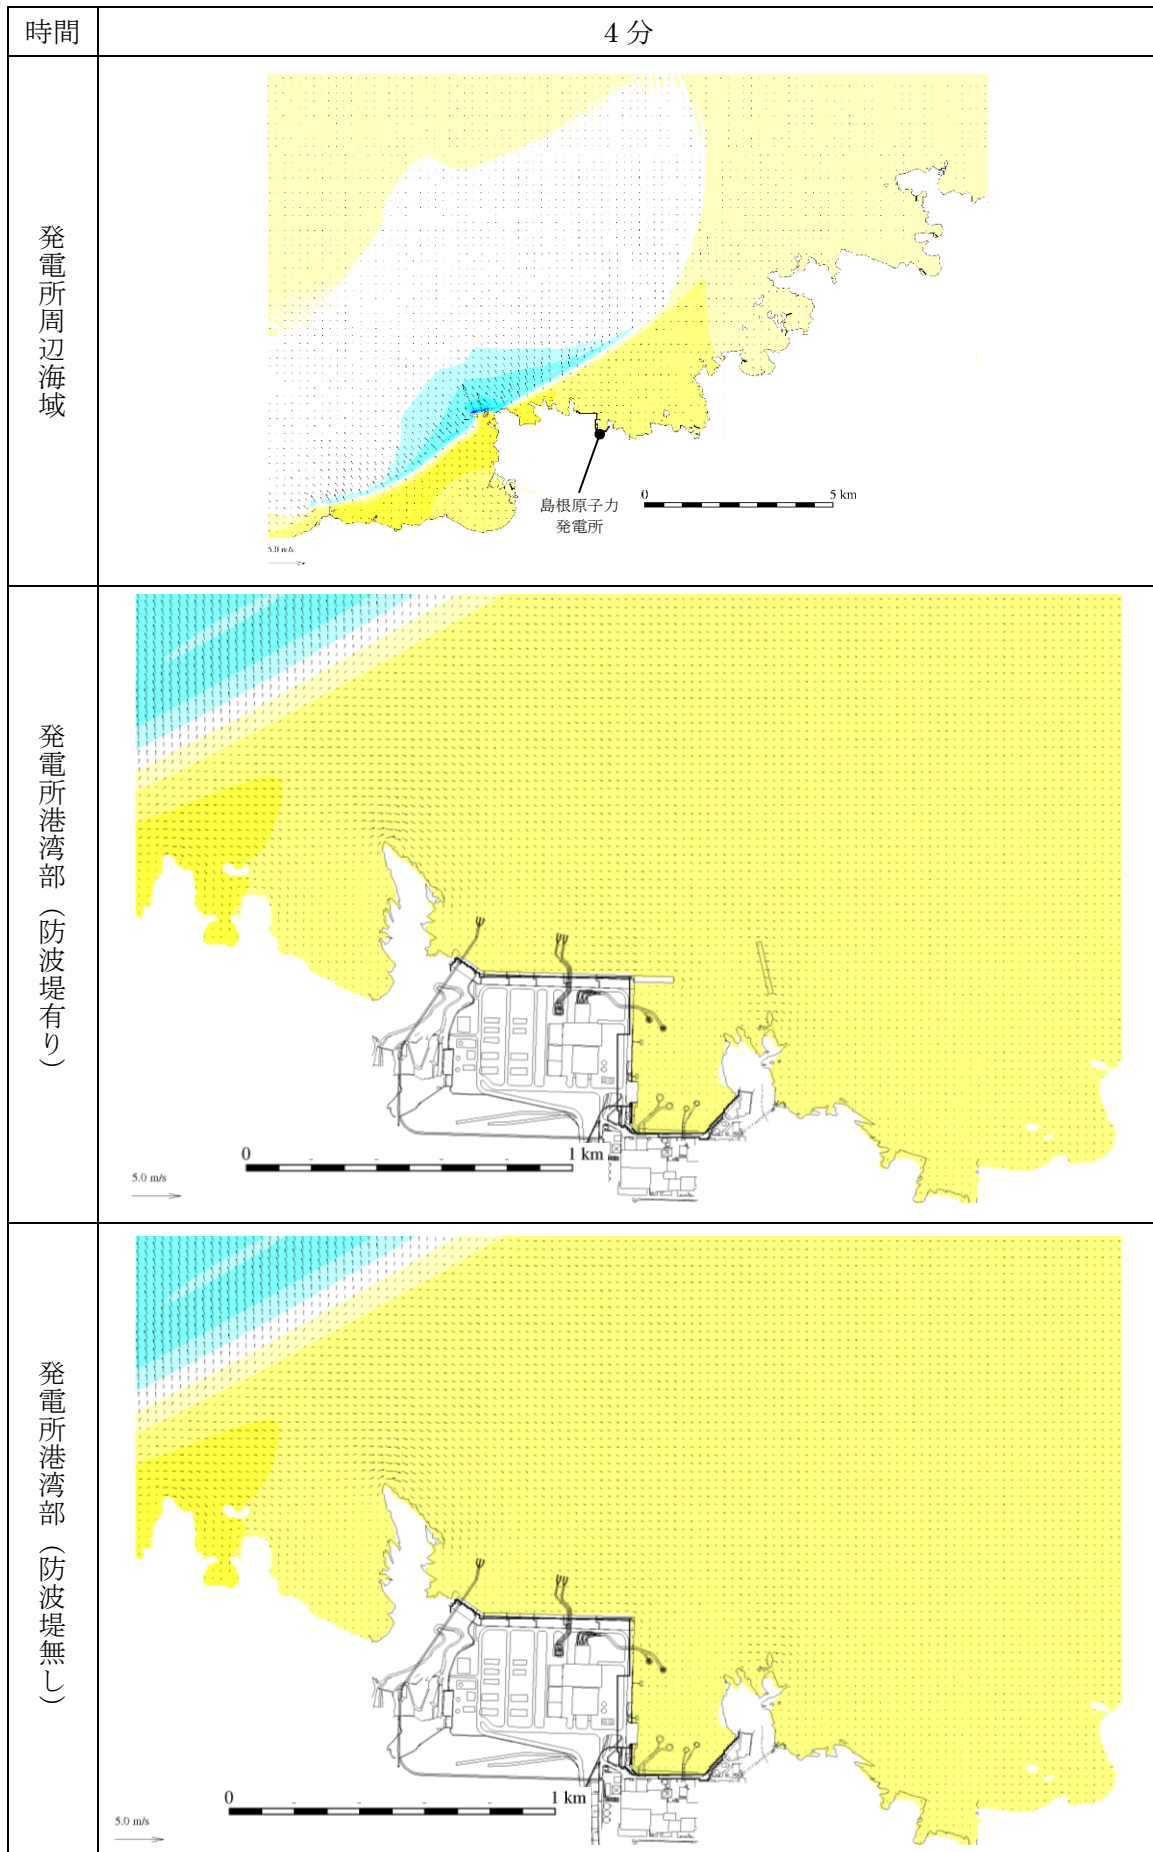 時間
4分
発電所周辺海域
島根原子力
発電所
0 5 km
5.0 m/s
発電所港湾部（防波堤有り）
0 1 km
5.0 m/s
発電所港湾部（防波堤無し）
0 1 km
5.0 m/s